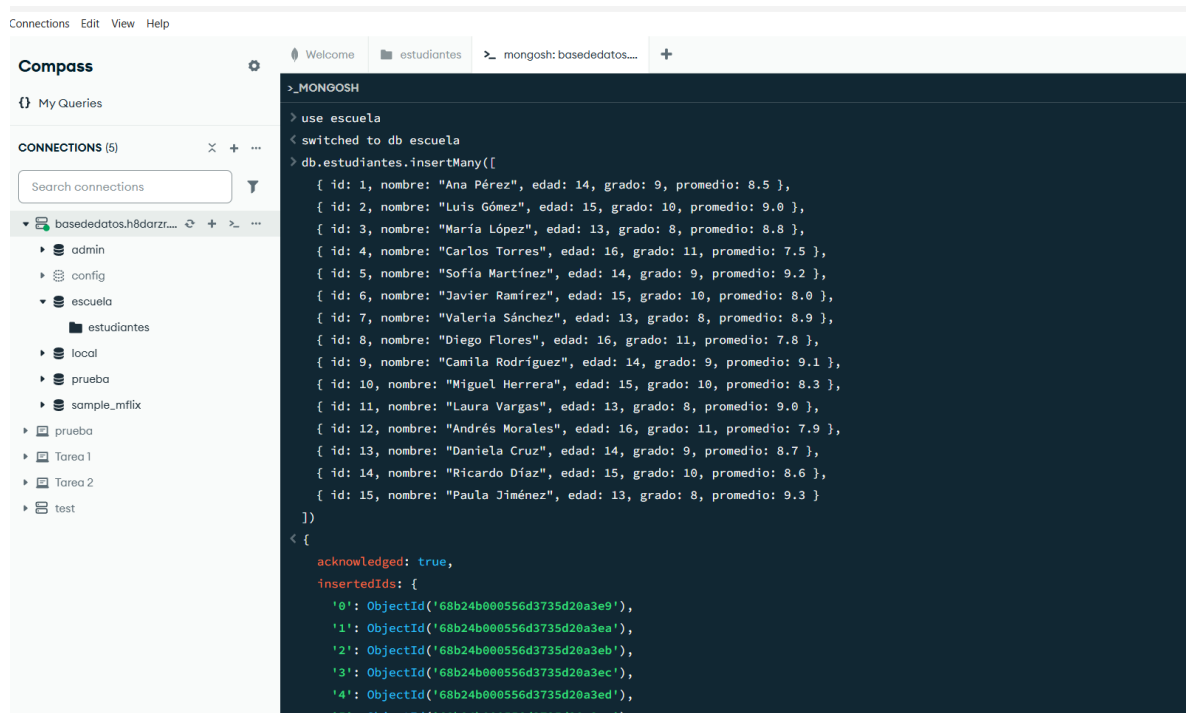 Connections Edit View Help
Compass
{} My Queries
CONNECTIONS (5)
Search connections
basededatos.h8darzr....
admin
config
escuela
estudiantes
local
prueba
sample_mflix
prueba
Tarea 1
Tarea 2
test
Welcome estudiantes >_ mongosh: basededatos.... +
>_MONGOSH
> use escuela
< switched to db escuela
> db.estudiantes.insertMany([
{ id: 1, nombre: "Ana Pérez", edad: 14, grado: 9, promedio: 8.5 },
{ id: 2, nombre: "Luis Gómez", edad: 15, grado: 10, promedio: 9.0 },
{ id: 3, nombre: "María López", edad: 13, grado: 8, promedio: 8.8 },
{ id: 4, nombre: "Carlos Torres", edad: 16, grado: 11, promedio: 7.5 },
{ id: 5, nombre: "Sofía Martínez", edad: 14, grado: 9, promedio: 9.2 },
{ id: 6, nombre: "Javier Ramírez", edad: 15, grado: 10, promedio: 8.0 },
{ id: 7, nombre: "Valeria Sánchez", edad: 13, grado: 8, promedio: 8.9 },
{ id: 8, nombre: "Diego Flores", edad: 16, grado: 11, promedio: 7.8 },
{ id: 9, nombre: "Camila Rodríguez", edad: 14, grado: 9, promedio: 9.1 },
{ id: 10, nombre: "Miguel Herrera", edad: 15, grado: 10, promedio: 8.3 },
{ id: 11, nombre: "Laura Vargas", edad: 13, grado: 8, promedio: 9.0 },
{ id: 12, nombre: "Andrés Morales", edad: 16, grado: 11, promedio: 7.9 },
{ id: 13, nombre: "Daniela Cruz", edad: 14, grado: 9, promedio: 8.7 },
{ id: 14, nombre: "Ricardo Díaz", edad: 15, grado: 10, promedio: 8.6 },
{ id: 15, nombre: "Paula Jiménez", edad: 13, grado: 8, promedio: 9.3 }
])
< {
acknowledged: true,
insertedIds: {
'0': ObjectId('68b24b000556d3735d20a3e9'),
'1': ObjectId('68b24b000556d3735d20a3ea'),
'2': ObjectId('68b24b000556d3735d20a3eb'),
'3': ObjectId('68b24b000556d3735d20a3ec'),
'4': ObjectId('68b24b000556d3735d20a3ed'),